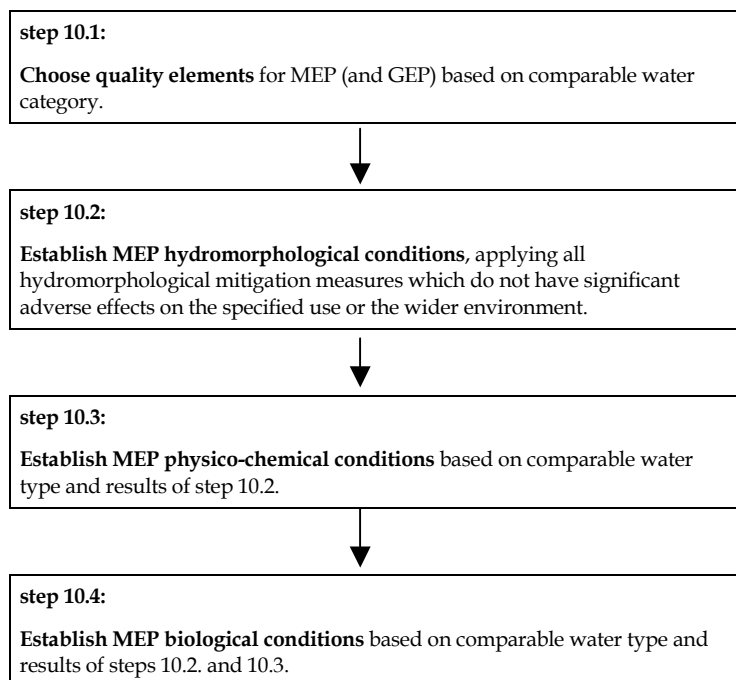 step 10.1:
Choose quality elements for MEP (and GEP) based on comparable water
category.
step 10.2:
Establish MEP hydromorphological conditions, applying all
hydromorphological mitigation measures which do not have significant
adverse effects on the specified use or the wider environment.
step 10.3:
Establish MEP physico-chemical conditions based on comparable water
type and results of step 10.2.
step 10.4:
Establish MEP biological conditions based on comparable water type and
results of steps 10.2. and 10.3.